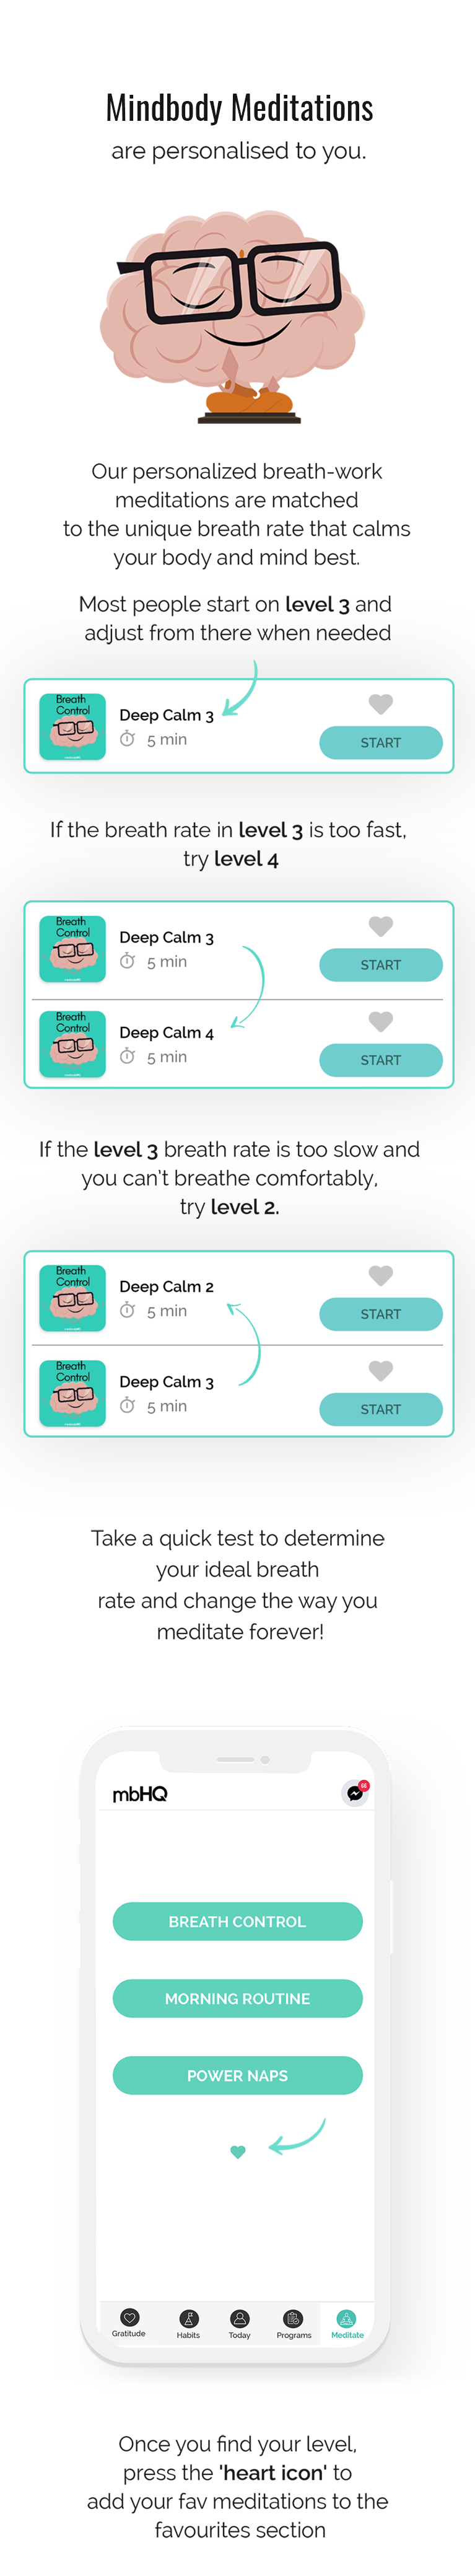 Mindbody Meditations
are personalised to you.
Our personalized breath-work
meditations are matched
to the unique breath rate that calms
your body and mind best.
Most people start on level 3 and
adjust from there when needed
Breath
Control
Deep Calm 3
5 min
START
If the breath rate in level 3 is too fast,
try level 4
Breath
Control
Deep Calm 3
5 min
START
Breath
Control
Deep Calm 4
5 min
START
If the level 3 breath rate is too slow and
you can't breathe comfortably,
try level 2.
Breath
Control
Deep Calm 2
5 min
START
Breath
Control
Deep Calm 3
5 min
START
Take a quick test to determine
your ideal breath
rate and change the way you
meditate forever!
mbHQ
BREATH CONTROL
MORNING ROUTINE
POWER NAPS
Gratitude
Habits
Today
Programs
Meditate
Once you find your level,
press the 'heart icon' to
add your fav meditations to the
favourites section